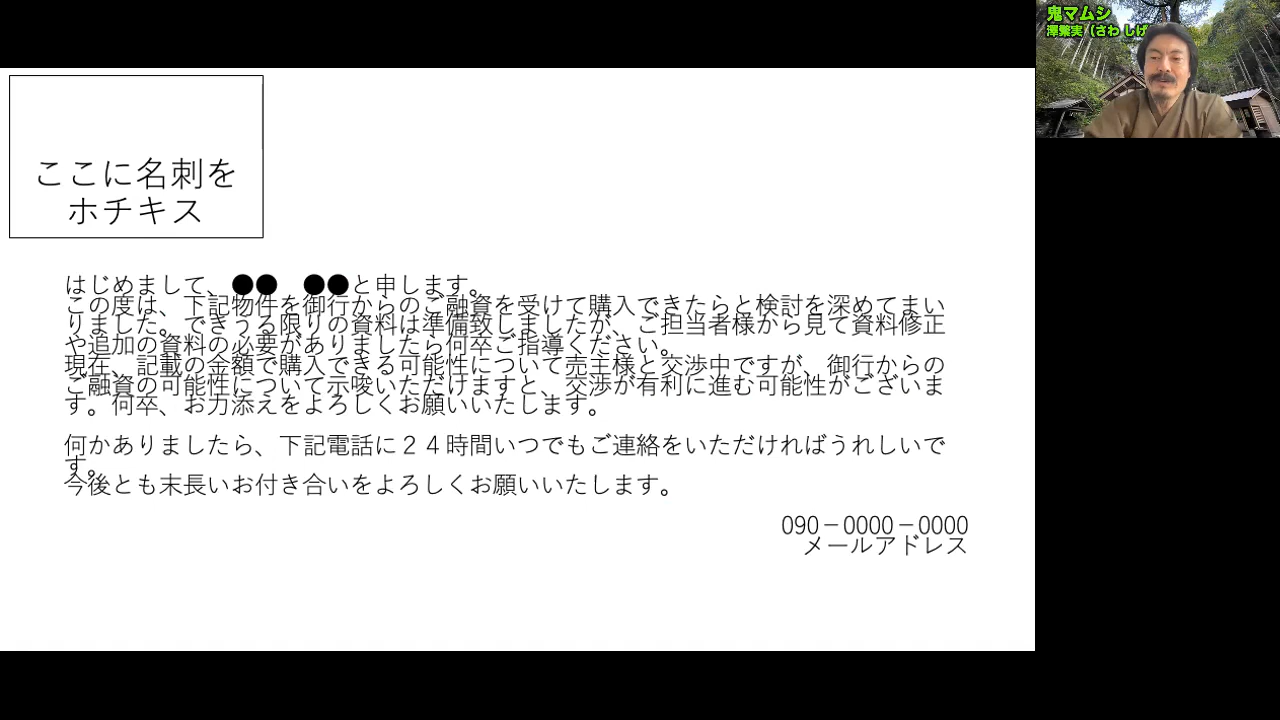 鬼マムシ
澤繁実（さわ しげ
ここに名刺を
ホチキス
はじめまして、●●　●●と申します。
この度は、下記物件を御行からのご融資を受けて購入できたらと検討を深めてまい
りました。できうる限りの資料は準備致しましたが、ご担当者様から見て資料修正
や追加の資料の必要がありましたら何卒ご指導ください。
現在、記載の金額で購入できる可能性について売主様と交渉中ですが、御行からの
ご融資の可能性について示唆いただけますと、交渉が有利に進む可能性がございま
す。何卒、お力添えをよろしくお願いいたします。
何かありましたら、下記電話に２４時間いつでもご連絡をいただければうれしいで
す。
今後とも末長いお付き合いをよろしくお願いいたします。
090－0000－0000
メールアドレス